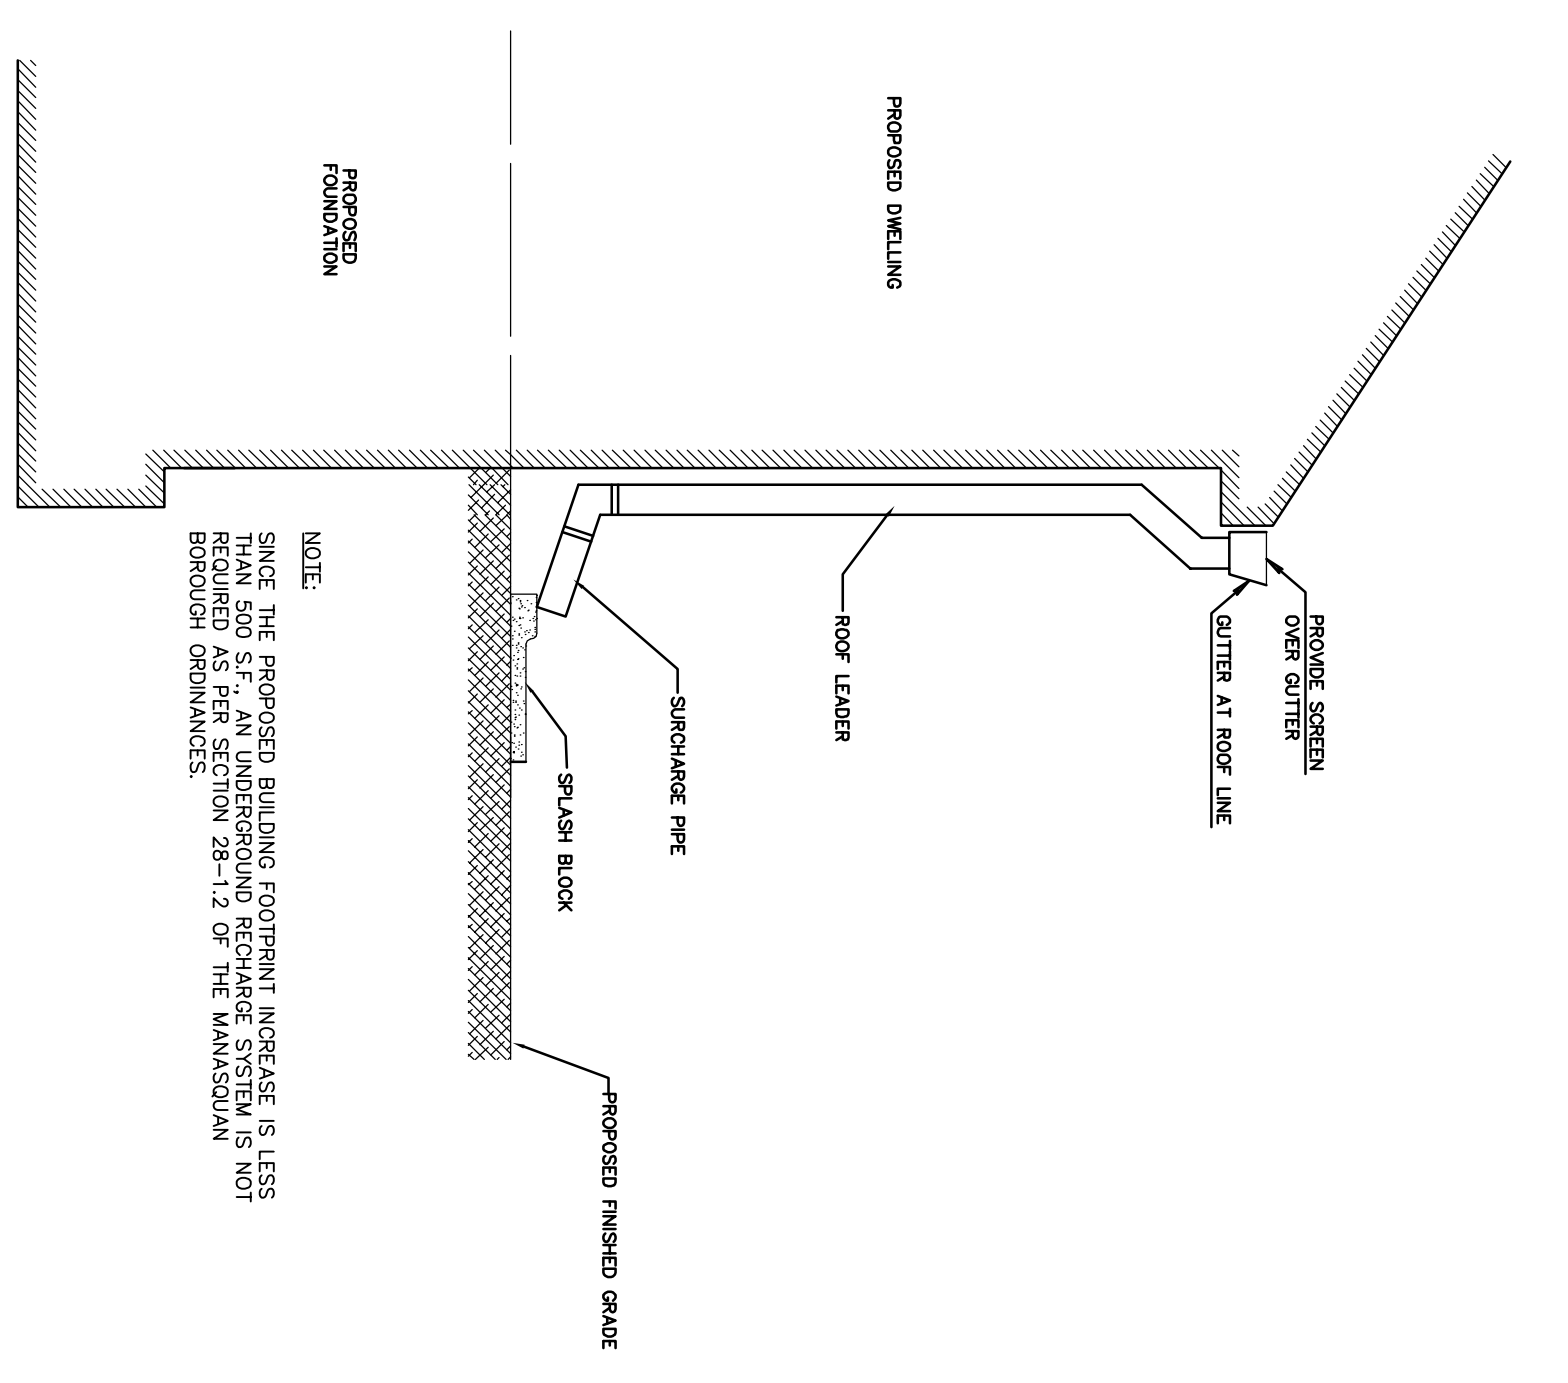 PROVIDE SCREEN
OVER GUTTER
GUTTER AT ROOF LINE
PROPOSED DWELLING
ROOF LEADER
SURCHARGE PIPE
SPLASH BLOCK
PROPOSED FINISHED GRADE
PROPOSED
FOUNDATION
NOTE:
SINCE THE PROPOSED BUILDING FOOTPRINT INCREASE IS LESS
THAN 500 S.F., AN UNDERGROUND RECHARGE SYSTEM IS NOT
REQUIRED AS PER SECTION 28-1.2 OF THE MANASQUAN
BOROUGH ORDINANCES.